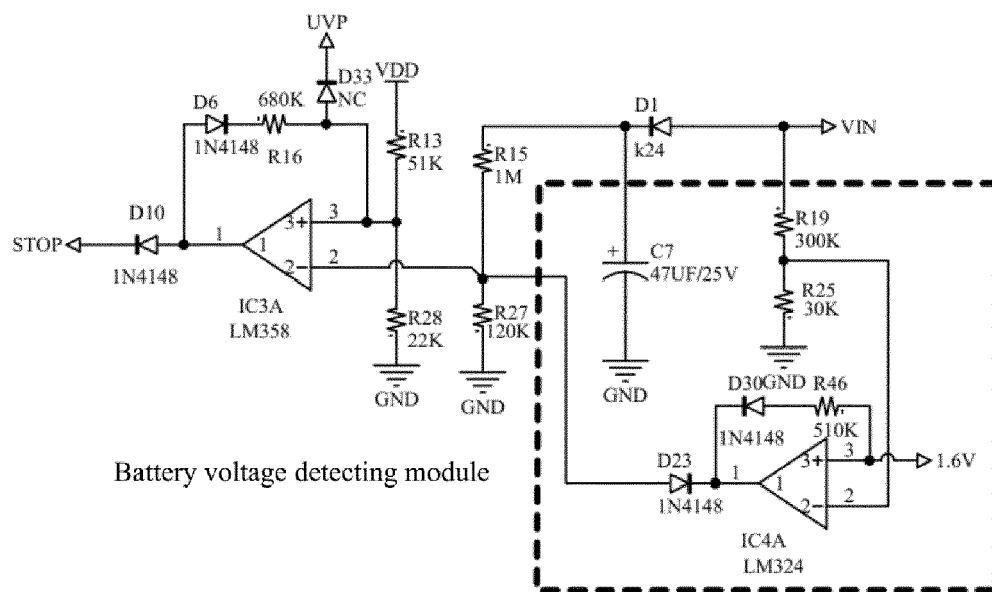 UVP
D33
NC
VDD
D6
680K
1N4148
R16
R13
51K
R15
1M
D1
k24
VIN
D10
STOP
1N4148
1
1
3+
3
2-
2
IC3A
LM358
R28
22K
GND
R27
120K
GND
+
C7
47UF/25V
GND
R19
300K
R25
30K
GND
D30
R46
1N4148
510K
D23
1N4148
1
1
3+
3
2-
2
1.6V
IC4A
LM324
Battery voltage detecting module